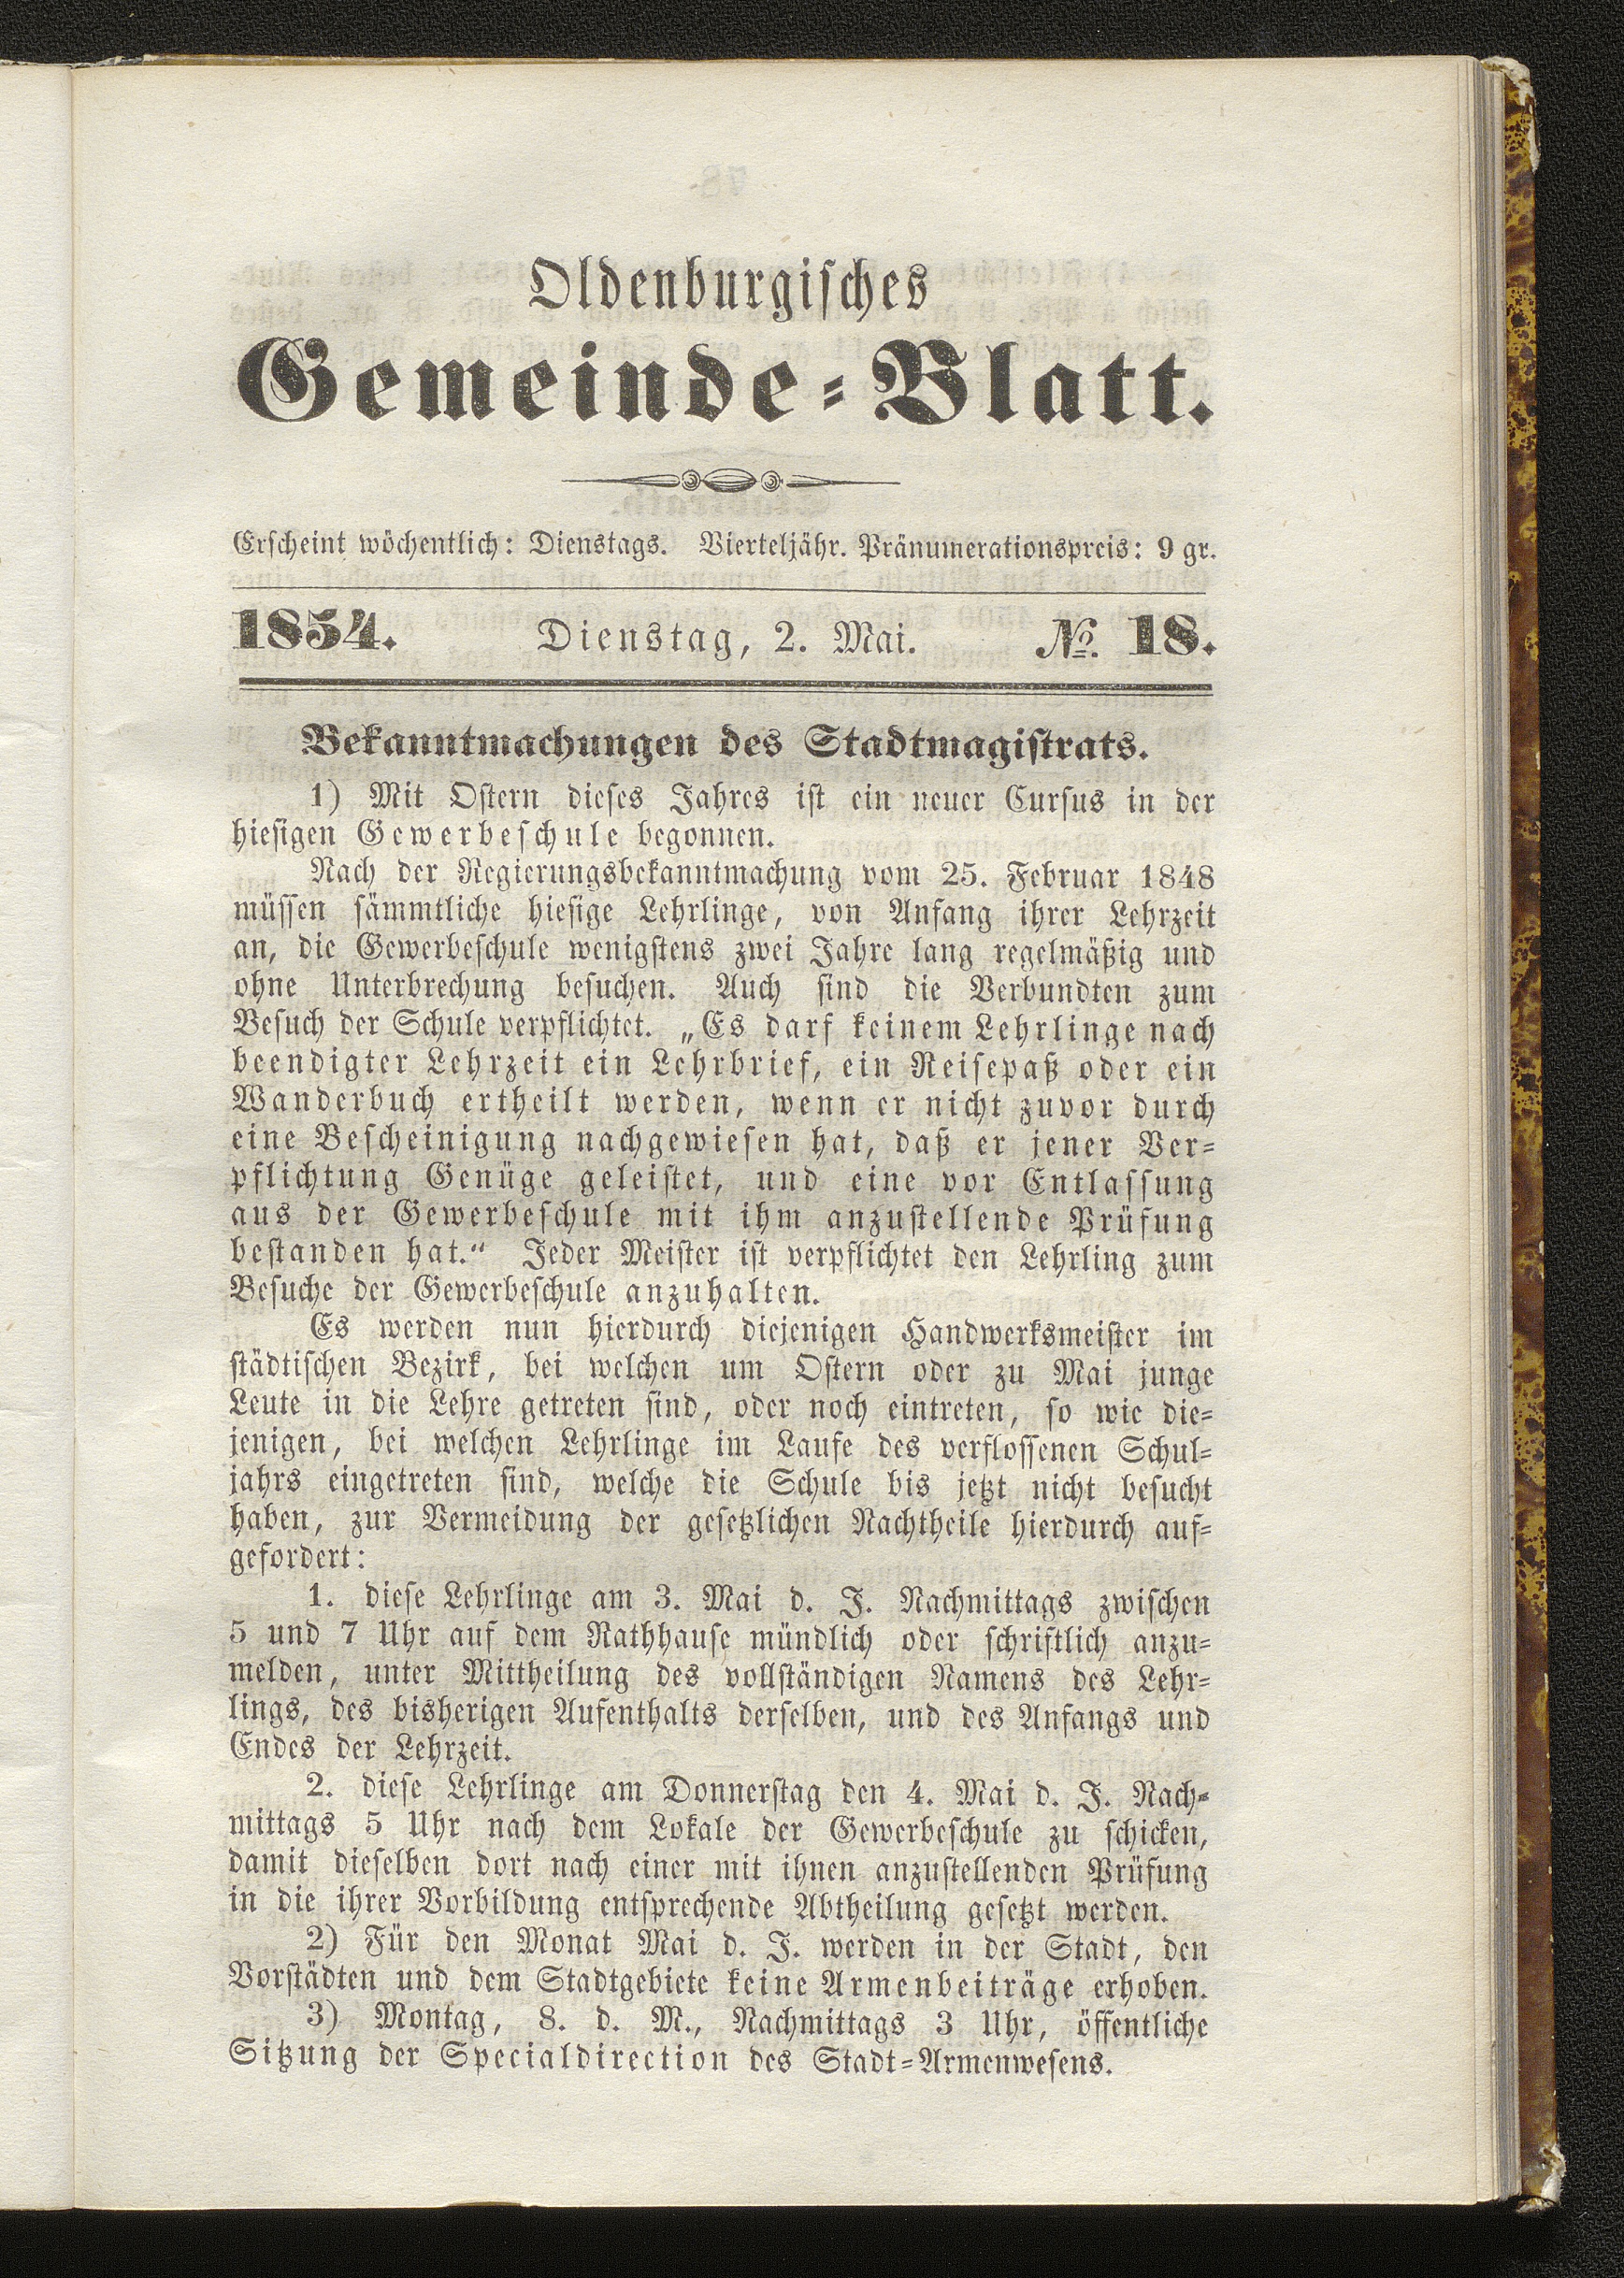 Oldenburgisches
Gemeinde-Blatt.
Erscheint wöchentlich: Dienstags. Vierteljähr. Pränumerationspreis: 9 gr.
1854. Dienstag, 2. Mai. №. 18.
Bekanntmachungen des Stadtmagistrats.
1) Mit Ostern dieses Jahres ist ein neuer Cursus in der
hiesigen Gewerbeschule begonnen.
Nach der Regierungsbekanntmachung vom 25. Februar 1848
müssen sämmtliche hiesige Lehrlinge, von Anfang ihrer Lehrzeit
an, die Gewerbeschule wenigstens zwei Jahre lang regelmäßig und
ohne Unterbrechung besuchen. Auch sind die Verbundten zum
Besuch der Schule verpflichtet. „Es darf keinem Lehrlinge nach
beendigter Lehrzeit ein Lehrbrief, ein Reisepaß oder ein
Wanderbuch ertheilt werden, wenn er nicht zuvor durch
eine Bescheinigung nachgewiesen hat, daß er jener Ver-
pflichtung Genüge geleistet, und eine vor Entlassung
aus der Gewerbeschule mit ihm anzustellende Prüfung
bestanden hat.“ Jeder Meister ist verpflichtet den Lehrling zum
Besuche der Gewerbeschule anzuhalten.
Es werden nun hierdurch diejenigen Handwerksmeister im
städtischen Bezirk, bei welchen um Ostern oder zu Mai junge
Leute in die Lehre getreten sind, oder noch eintreten, so wie die-
jenigen, bei welchen Lehrlinge im Laufe des verflossenen Schul-
jahrs eingetreten sind, welche die Schule bis jetzt nicht besucht
haben, zur Vermeidung der gesetzlichen Nachtheile hierdurch auf-
gefordert:
1. diese Lehrlinge am 3. Mai d. J. Nachmittags zwischen
5 und 7 Uhr auf dem Rathhause mündlich oder schriftlich anzu-
melden, unter Mittheilung des vollständigen Namens des Lehr-
lings, des bisherigen Aufenthalts derselben, und des Anfangs und
Endes der Lehrzeit.
2. diese Lehrlinge am Donnerstag den 4. Mai d. J. Nach-
mittags 5 Uhr nach dem Lokale der Gewerbeschule zu schicken,
damit dieselben dort nach einer mit ihnen anzustellenden Prüfung
in die ihrer Vorbildung entsprechende Abtheilung gesetzt werden.
2) Für den Monat Mai d. J. werden in der Stadt, den
Vorstädten und dem Stadtgebiete keine Armenbeiträge erhoben.
3) Montag, 8. d. M., Nachmittags 3 Uhr, öffentliche
Sitzung der Specialdirection des Stadt-Armenwesens.